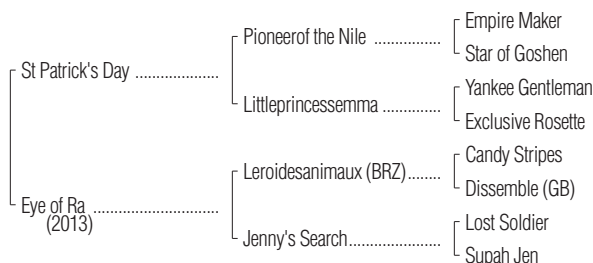 St Patrick's Day ......................
Eye of Ra .................................
(2013)
Pioneerof the Nile .................
Littleprincessemma ...............
Leroidesanimaux (BRZ)........
Jenny's Search........................
Empire Maker
Star of Goshen
Yankee Gentleman
Exclusive Rosette
Candy Stripes
Dissemble (GB)
Lost Soldier
Supah Jen